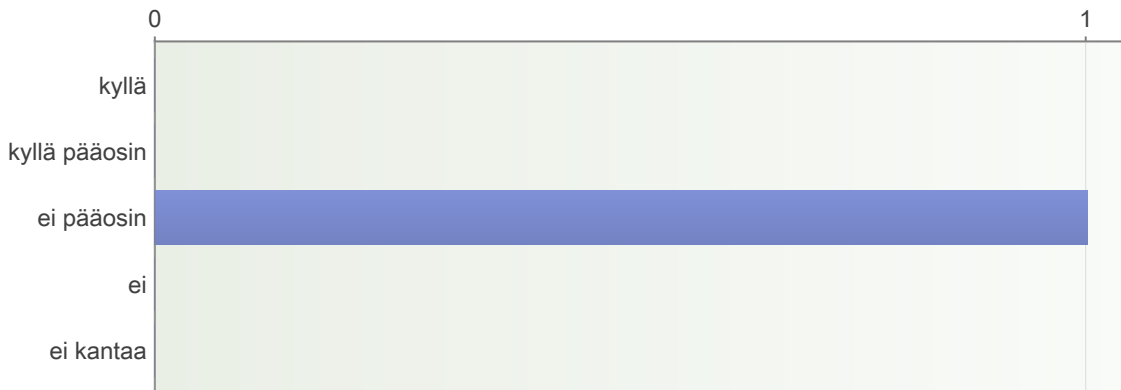 0 1
kyllä
kyllä pääosin
ei pääosin
ei
ei kantaa